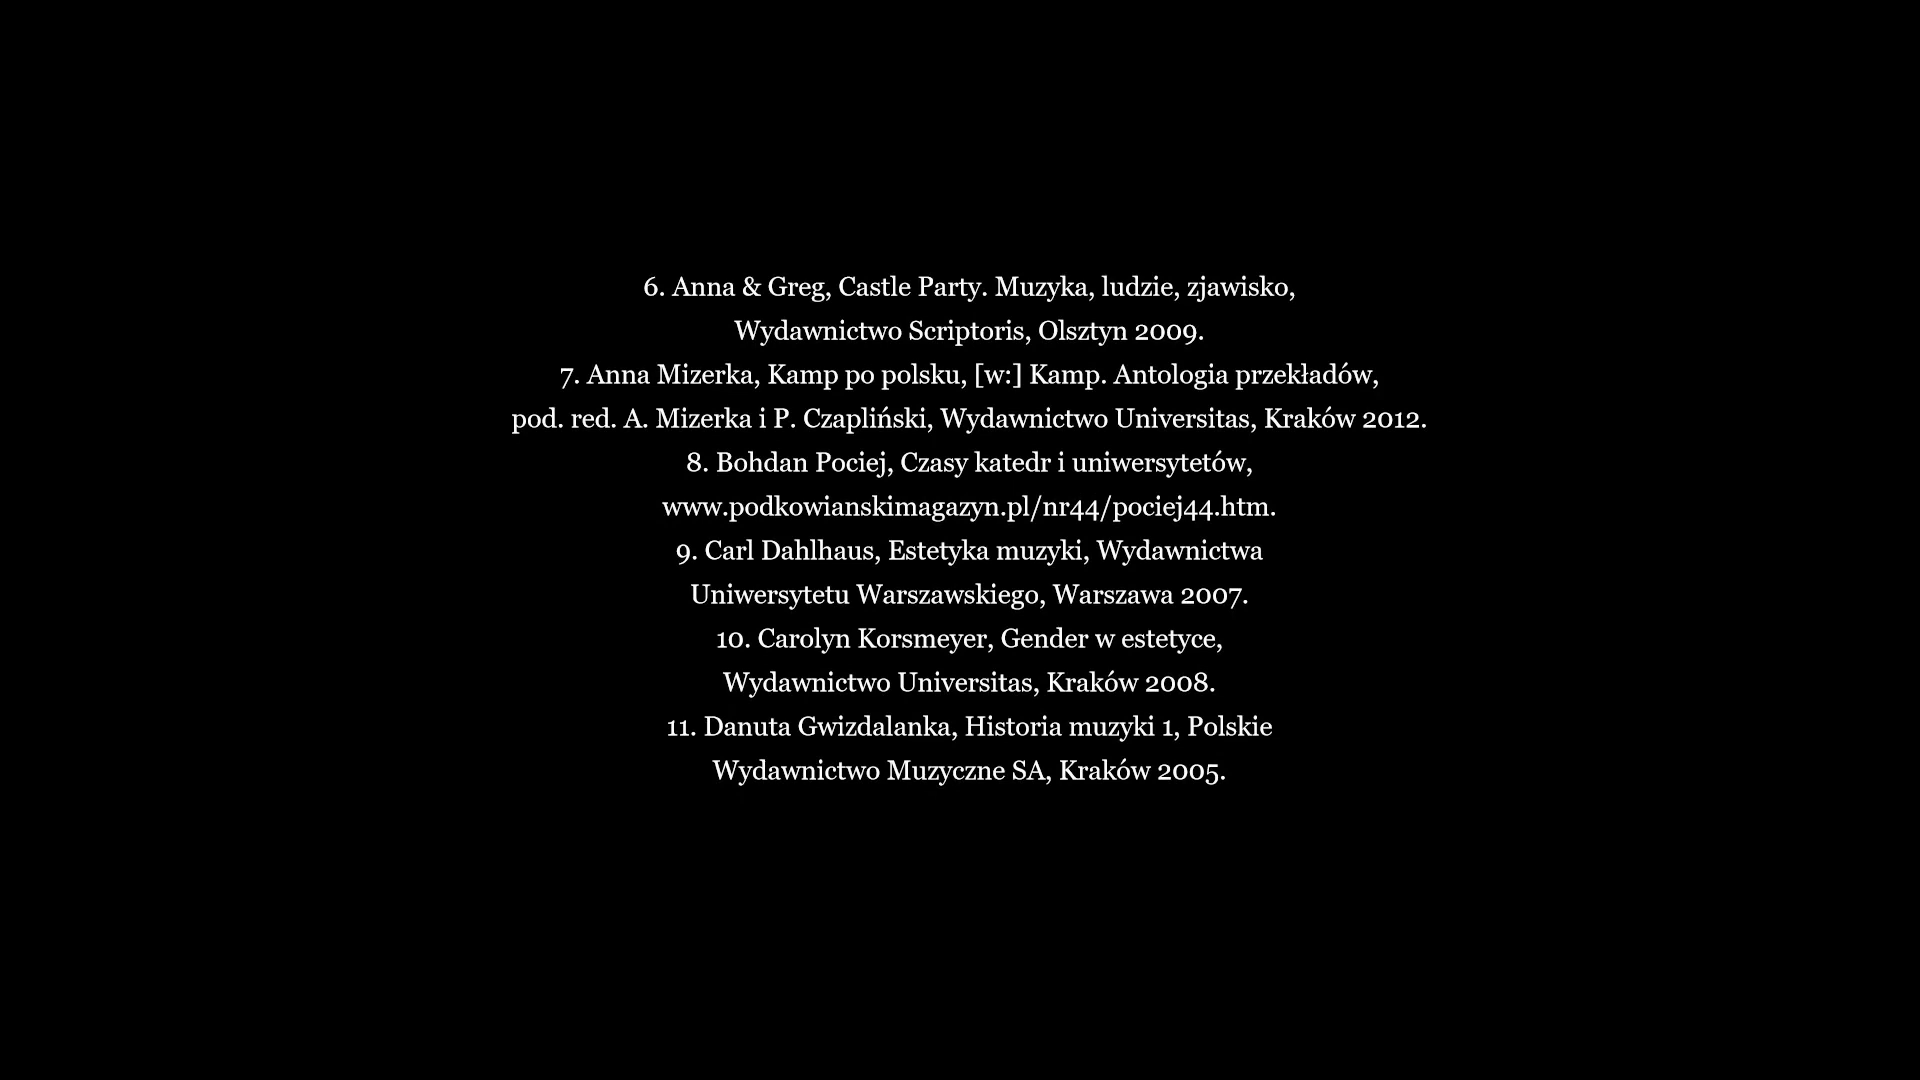 6. Anna & Greg, Castle Party. Muzyka, ludzie, zjawisko,
Wydawnictwo Scriptoris, Olsztyn 2009.
7. Anna Mizerka, Kamp po polsku, [w:] Kamp. Antologia przekładów,
pod. red. A. Mizerka i P. Czapliński, Wydawnictwo Universitas, Kraków 2012.
8. Bohdan Pociej, Czasy katedr i uniwersytetów,
www.podkowianskimagazyn.pl/nr44/pociej44.htm.
9. Carl Dahlhaus, Estetyka muzyki, Wydawnictwa
Uniwersytetu Warszawskiego, Warszawa 2007.
10. Carolyn Korsmeyer, Gender w estetyce,
Wydawnictwo Universitas, Kraków 2008.
11. Danuta Gwizdalanka, Historia muzyki 1, Polskie
Wydawnictwo Muzyczne SA, Kraków 2005.